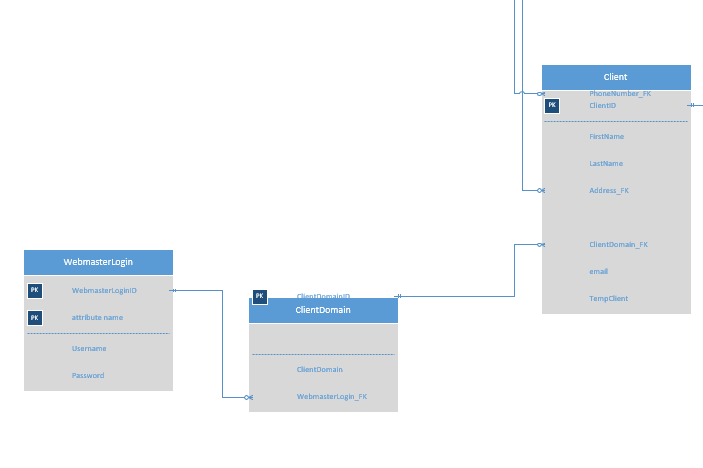 Client
PhoneNumber_FK
PK ClientID
FirstName
LastName
Address_FK
ClientDomain_FK
email
TempClient
WebmasterLogin
PK WebmasterLoginID
PK attribute name
Username
Password
PK ClientDomainID
ClientDomain
ClientDomain
WebmasterLogin_FK